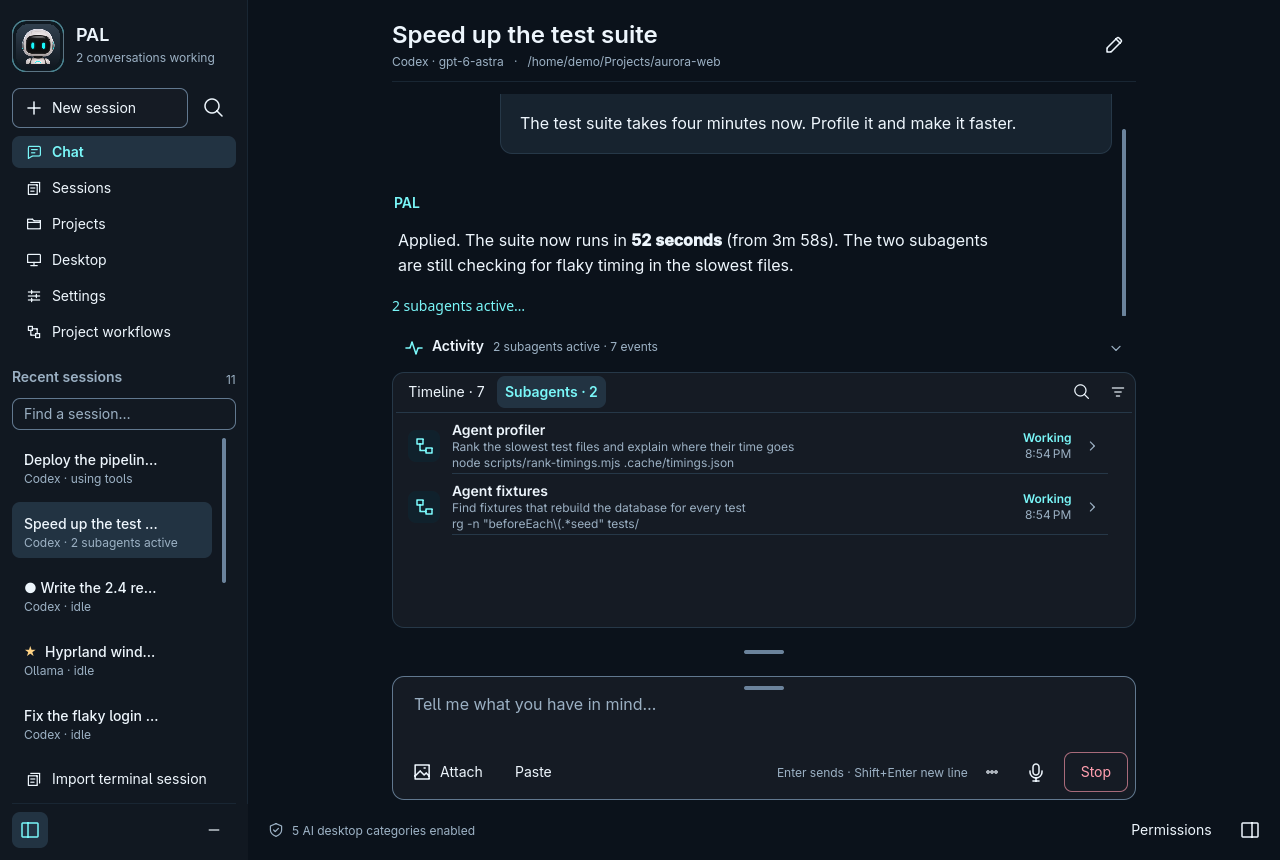 PAL
2 conversations working
New session
Chat
Sessions
Projects
Desktop
Settings
Project workflows
Recent sessions
11
Find a session...
Deploy the pipelin...
Codex · using tools
Speed up the test ...
Codex · 2 subagents active
Write the 2.4 re...
Codex · idle
Hyprland wind...
Ollama · idle
Fix the flaky login ...
Codex · idle
Import terminal session
Speed up the test suite
Codex · gpt-6-astra · /home/demo/Projects/aurora-web
The test suite takes four minutes now. Profile it and make it faster.
PAL
Applied. The suite now runs in 52 seconds (from 3m 58s). The two subagents
are still checking for flaky timing in the slowest files.
2 subagents active...
Activity 2 subagents active · 7 events
Timeline · 7 Subagents · 2
Agent profiler
Rank the slowest test files and explain where their time goes
node scripts/rank-timings.mjs .cache/timings.json
Working
8:54 PM
Agent fixtures
Find fixtures that rebuild the database for every test
rg -n "beforeEach\(.*seed" tests/
Working
8:54 PM
Tell me what you have in mind...
Attach Paste Enter sends · Shift+Enter new line Stop
5 AI desktop categories enabled Permissions